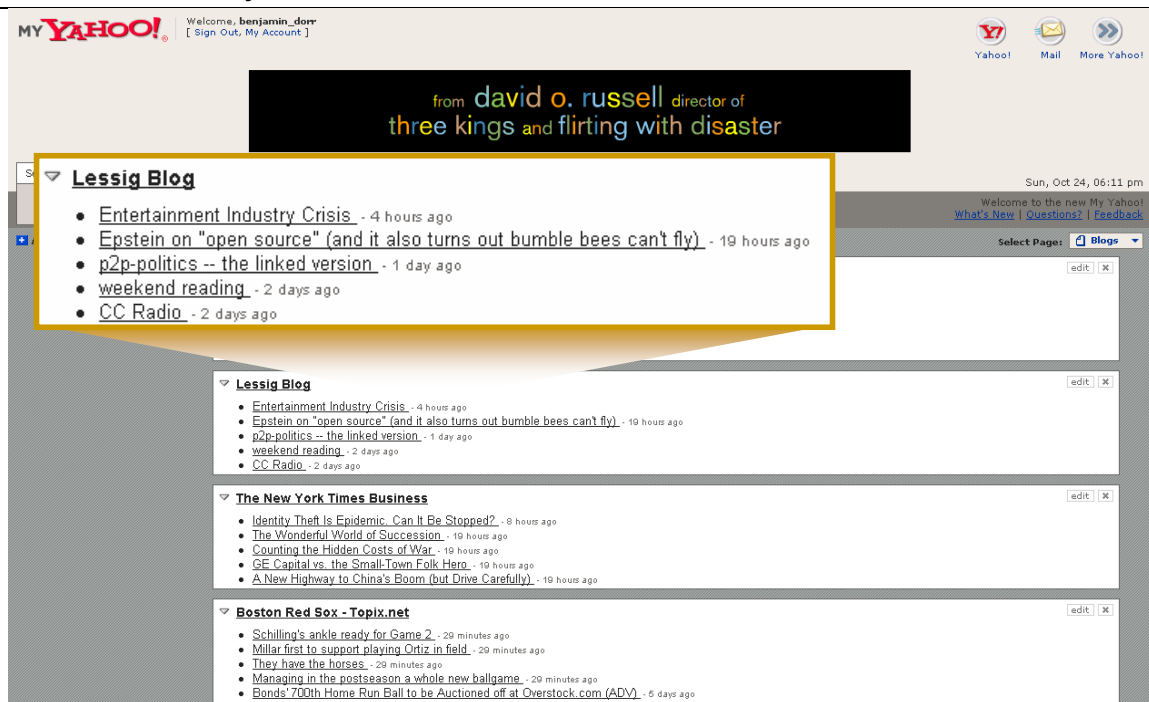 MY YAHOO!
Welcome, benjamin_dorr
[ Sign Out, My Account ]
Yahoo! Mail More Yahoo!
from david o. russell director of
three kings and flirting with disaster
Sun, Oct 24, 06:11 pm
Welcome to the new My Yahoo!
What's New | Questions? | Feedback
Select Page: Blogs
Lessig Blog
• Entertainment Industry Crisis - 4 hours ago
• Epstein on "open source" (and it also turns out bumble bees can't fly) - 19 hours ago
• p2p-politics -- the linked version - 1 day ago
• weekend reading - 2 days ago
• CC Radio - 2 days ago
edit
Lessig Blog edit
• Entertainment Industry Crisis - 4 hours ago
• Epstein on "open source" (and it also turns out bumble bees can't fly) - 19 hours ago
• p2p-politics -- the linked version - 1 day ago
• weekend reading - 2 days ago
• CC Radio - 2 days ago
The New York Times Business edit
• Identity Theft Is Epidemic. Can It Be Stopped? - 8 hours ago
• The Wonderful World of Succession - 19 hours ago
• Counting the Hidden Costs of War - 19 hours ago
• GE Capital vs. the Small-Town Folk Hero - 19 hours ago
• A New Highway to China's Boom (but Drive Carefully) - 19 hours ago
Boston Red Sox - Topix.net edit
• Schilling's ankle ready for Game 2 - 29 minutes ago
• Millar first to support playing Ortiz in field - 29 minutes ago
• They have the horses - 29 minutes ago
• Managing in the postseason a whole new ballgame - 29 minutes ago
• Bonds' 700th Home Run Ball to be Auctioned off at Overstock.com (ADV) - 5 days ago